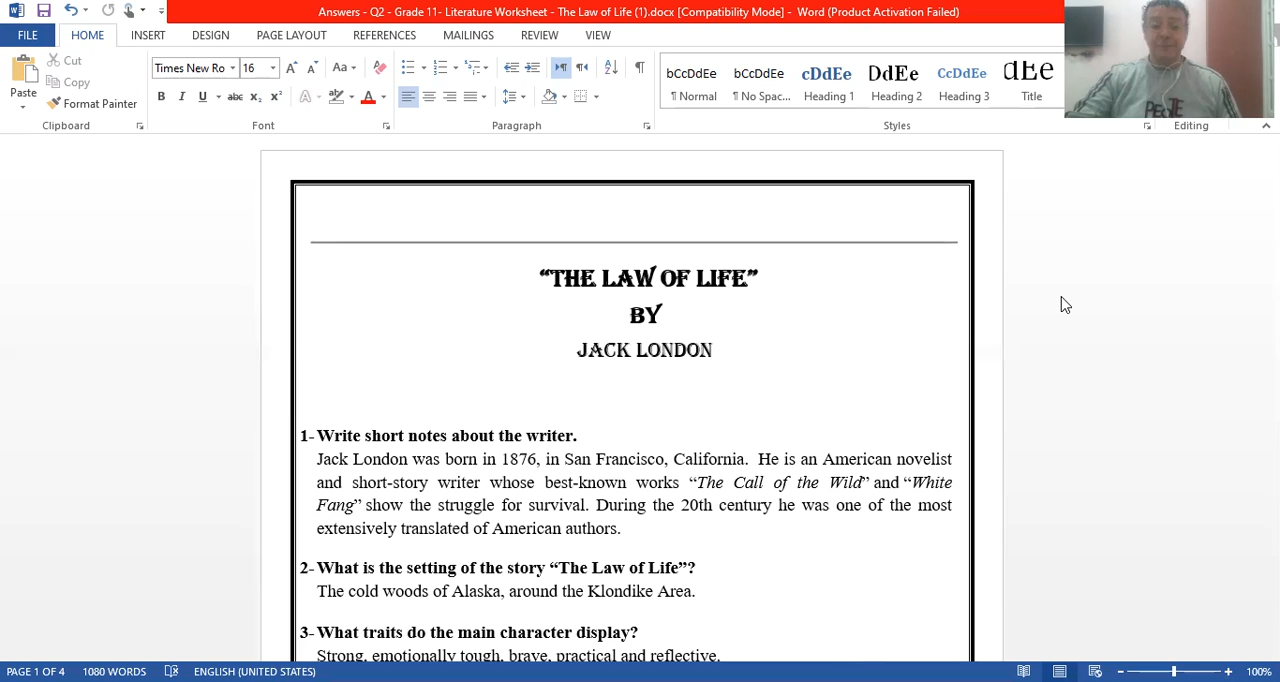 Answers - Q2 - Grade 11- Literature Worksheet - The Law of Life (1).docx [Compatibility Mode] - Word (Product Activation Failed)
FILE HOME INSERT DESIGN PAGE LAYOUT REFERENCES MAILINGS REVIEW VIEW
Paste
Cut
Copy
Format Painter
Clipboard
Times New Ro 16
Aa
B I U abc X₂ X²
Font
Paragraph
bCcDdEe bCcDdEe cDdEe DdEe CcDdEe dEe
¶ Normal ¶ No Spac... Heading 1 Heading 2 Heading 3 Title
Styles
Editing
“THE LAW OF LIFE”
BY
JACK LONDON
1- Write short notes about the writer.
Jack London was born in 1876, in San Francisco, California. He is an American novelist
and short-story writer whose best-known works “The Call of the Wild” and “White
Fang” show the struggle for survival. During the 20th century he was one of the most
extensively translated of American authors.
2- What is the setting of the story “The Law of Life”?
The cold woods of Alaska, around the Klondike Area.
3- What traits do the main character display?
Strong, emotionally tough, brave, practical and reflective.
PAGE 1 OF 4 1080 WORDS ENGLISH (UNITED STATES) 100%